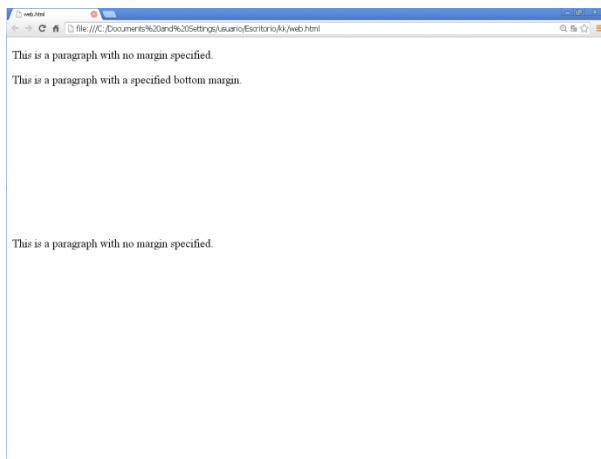 web.html
file:///C:/Documents%20and%20Settings/usuario/Escritorio/kk/web.html
This is a paragraph with no margin specified.
This is a paragraph with a specified bottom margin.
This is a paragraph with no margin specified.